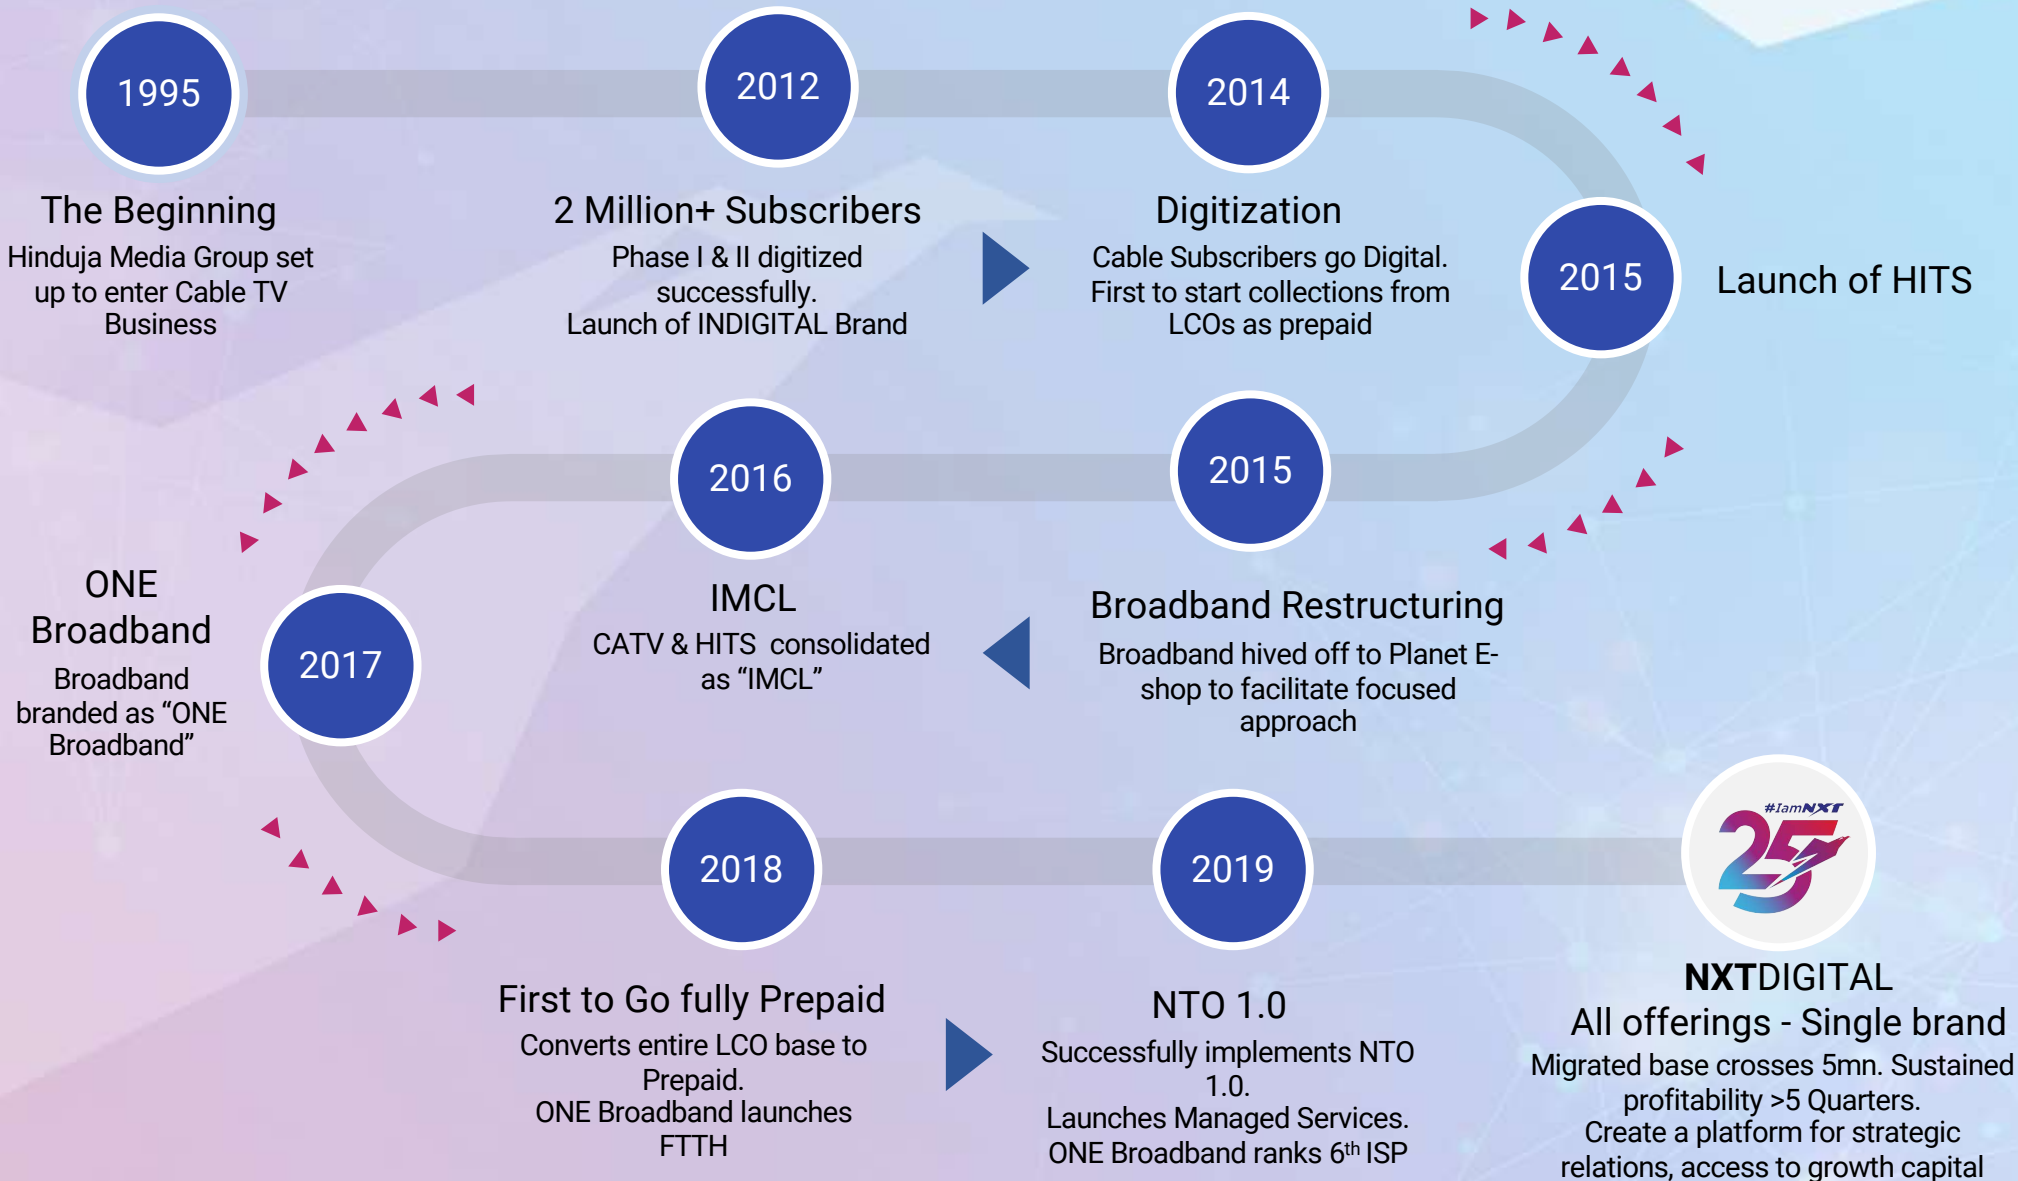 1995
The Beginning
Hinduja Media Group set
up to enter Cable TV
Business
2012
2 Million+ Subscribers
Phase I & II digitized
successfully.
Launch of INDIGITAL Brand
2014
Digitization
Cable Subscribers go Digital.
First to start collections from
LCOs as prepaid
2015
Launch of HITS
2015
Broadband Restructuring
Broadband hived off to Planet E-
shop to facilitate focused
approach
2016
IMCL
CATV & HITS consolidated
as “IMCL”
2017
ONE
Broadband
Broadband
branded as “ONE
Broadband”
2018
First to Go fully Prepaid
Converts entire LCO base to
Prepaid.
ONE Broadband launches
FTTH
2019
NTO 1.0
Successfully implements NTO
1.0.
Launches Managed Services.
ONE Broadband ranks 6th ISP
#IamNXT
25
NXTDIGITAL
All offerings - Single brand
Migrated base crosses 5mn. Sustained
profitability >5 Quarters.
Create a platform for strategic
relations, access to growth capital